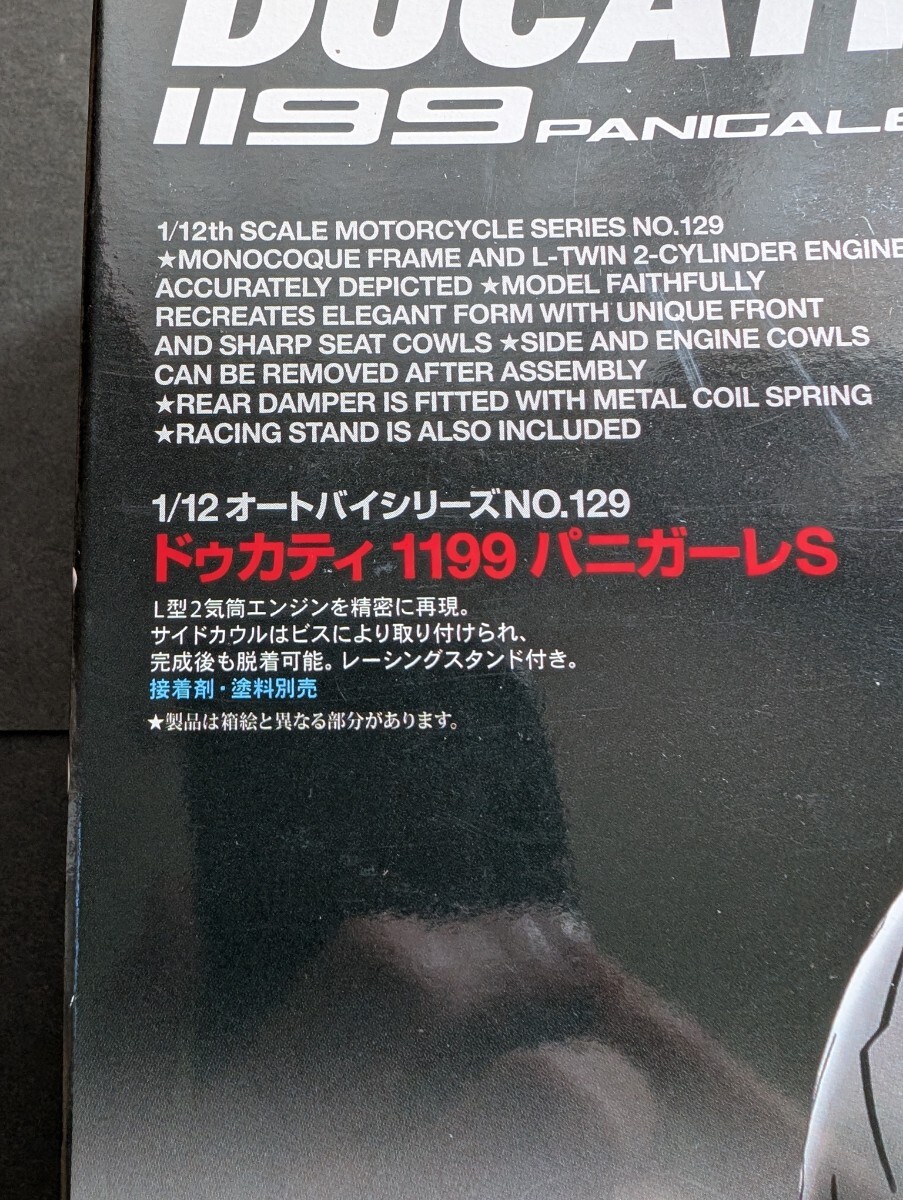 DUCATI
1199 PANIGALE
1/12th SCALE MOTORCYCLE SERIES NO.129
★MONOCOQUE FRAME AND L-TWIN 2-CYLINDER ENGINE
ACCURATELY DEPICTED ★MODEL FAITHFULLY
RECREATES ELEGANT FORM WITH UNIQUE FRONT
AND SHARP SEAT COWLS ★SIDE AND ENGINE COWLS
CAN BE REMOVED AFTER ASSEMBLY
★REAR DAMPER IS FITTED WITH METAL COIL SPRING
★RACING STAND IS ALSO INCLUDED
1/12 オートバイシリーズNO.129
ドゥカティ 1199 パニガーレS
L型2気筒エンジンを精密に再現。
サイドカウルはビスにより取り付けられ、
完成後も脱着可能。レーシングスタンド付き。
接着剤・塗料別売
★製品は箱絵と異なる部分があります。